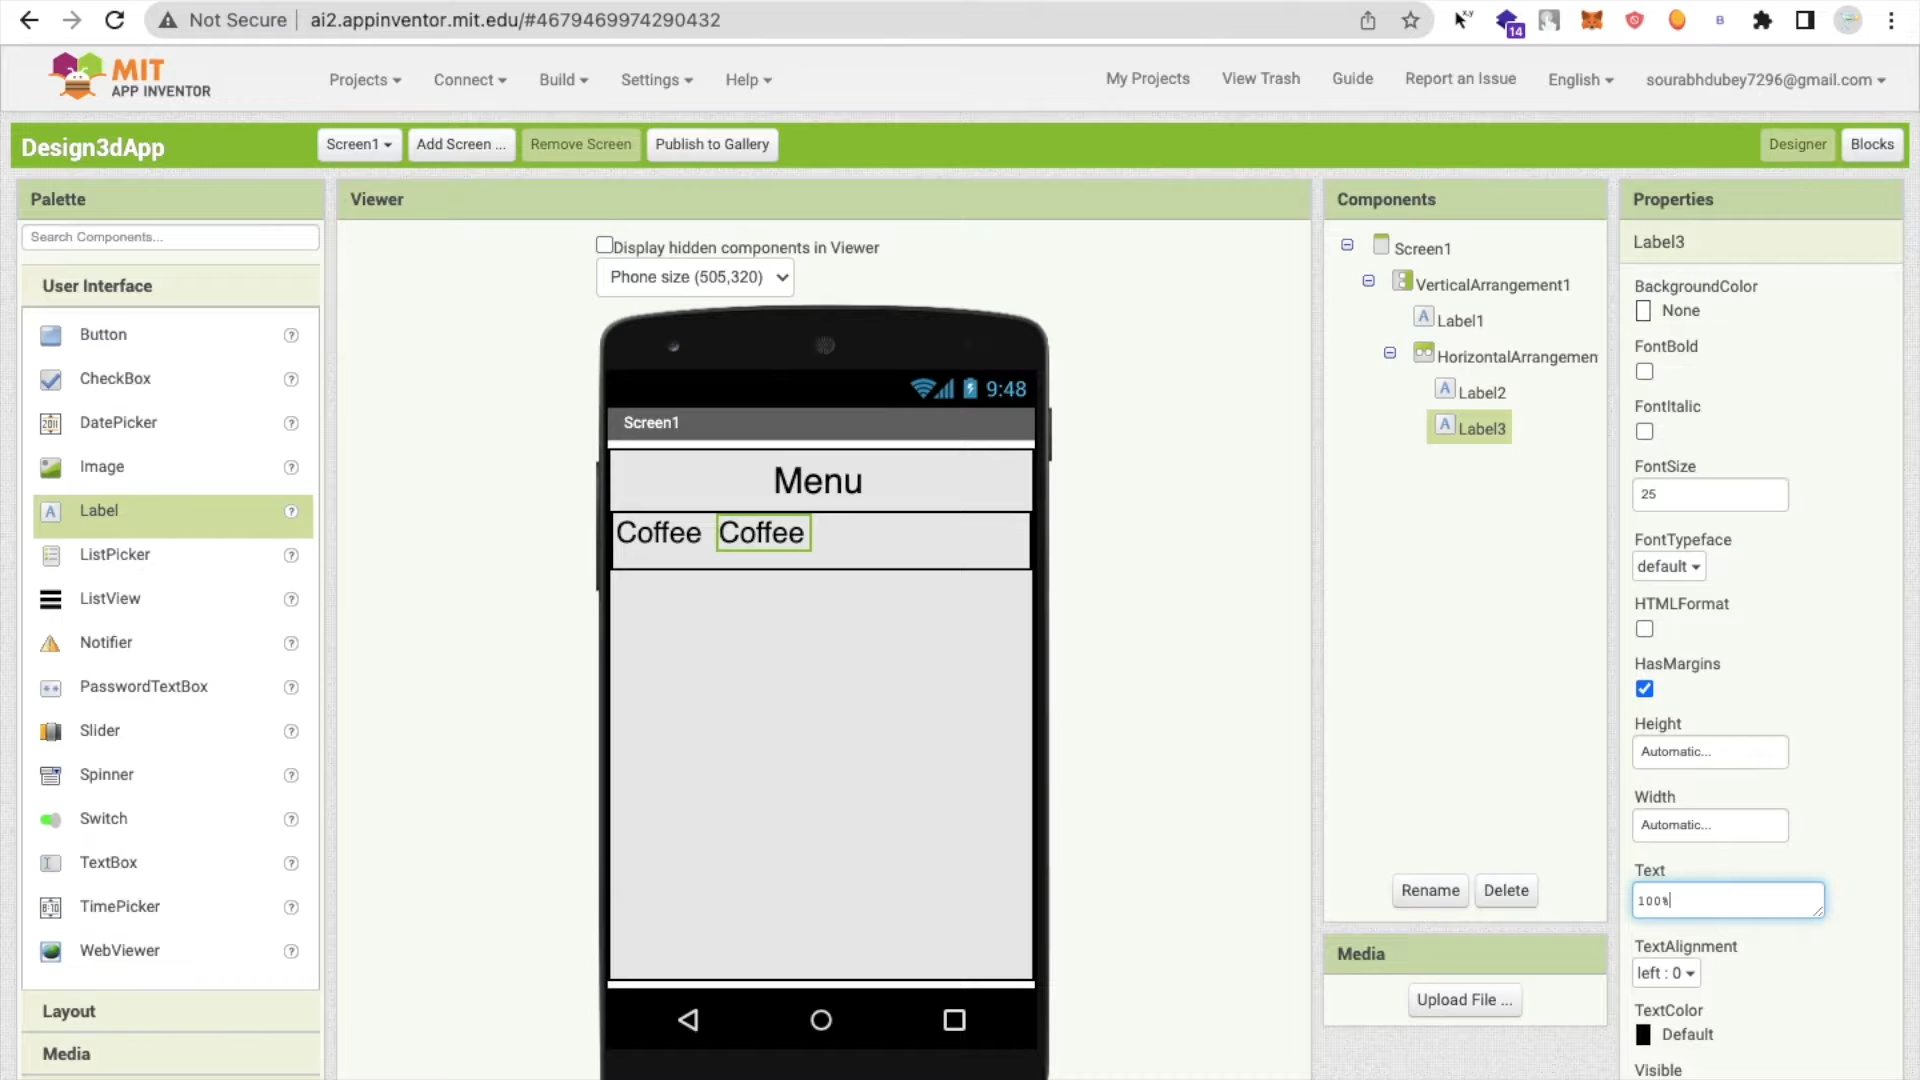 Not Secure
ai2.appinventor.mit.edu/#4679469974290432
14
B
MIT
APP INVENTOR
Projects
Connect
Build
Settings
Help
My Projects
View Trash
Guide
Report an Issue
English
sourabhdubey7296@gmail.com
Design3dApp
Screen1
Add Screen ...
Remove Screen
Publish to Gallery
Designer
Blocks
Palette
Search Components...
User Interface
Button
CheckBox
DatePicker
Image
Label
ListPicker
ListView
Notifier
PasswordTextBox
Slider
Spinner
Switch
TextBox
TimePicker
WebViewer
Layout
Media
Viewer
Display hidden components in Viewer
Phone size (505,320)
9:48
Screen1
Menu
Coffee Coffee
Components
Screen1
VerticalArrangement1
Label1
HorizontalArrangemen
Label2
Label3
Rename
Delete
Media
Upload File ...
Properties
Label3
BackgroundColor
None
FontBold
FontItalic
FontSize
25
FontTypeface
default
HTMLFormat
HasMargins
Height
Automatic...
Width
Automatic...
Text
100%
TextAlignment
left : 0
TextColor
Default
Visible